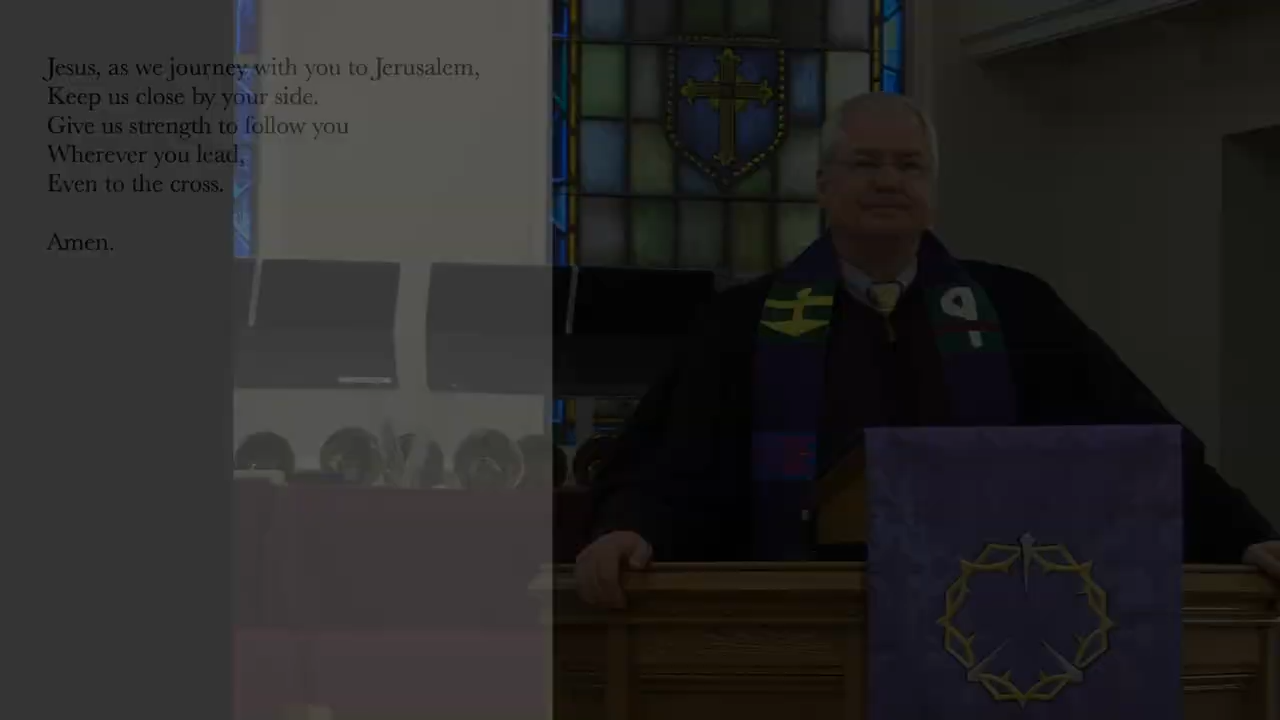 Jesus, as we journey with you to Jerusalem,
Keep us close by your side.
Give us strength to follow you
Wherever you lead,
Even to the cross.
Amen.